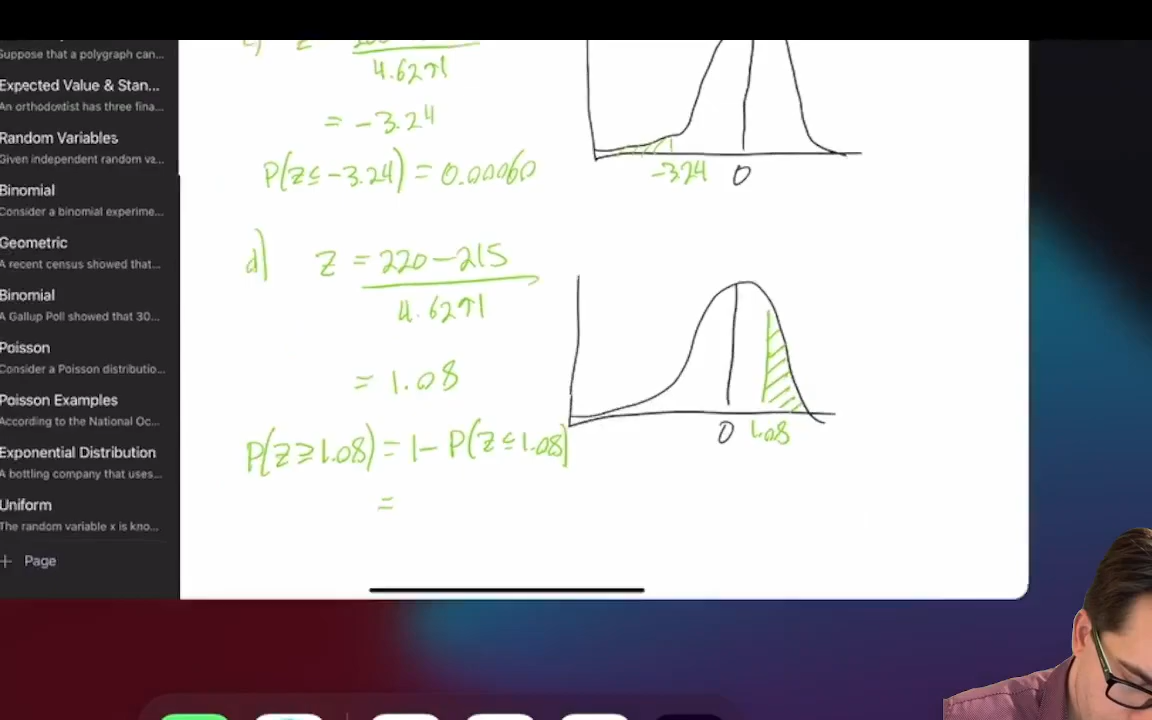 Suppose that a polygraph can...
Expected Value & Stan...
An orthodontist has three fina...
Random Variables
Given independent random va...
Binomial
Consider a binomial experime...
Geometric
A recent census showed that...
Binomial
A Gallup Poll showed that 30...
Poisson
Consider a Poisson distributio...
Poisson Examples
According to the National Oc...
Exponential Distribution
A bottling company that uses...
Uniform
The random variable x is kno...
+ Page
4.6291
= -3.24
P(Z ≤ -3.24) = 0.00060
-3.24 0
d) Z = 220-215
4.6291
= 1.08
0 1.08
P(Z ≥ 1.08) = 1 - P(Z ≤ 1.08)
=